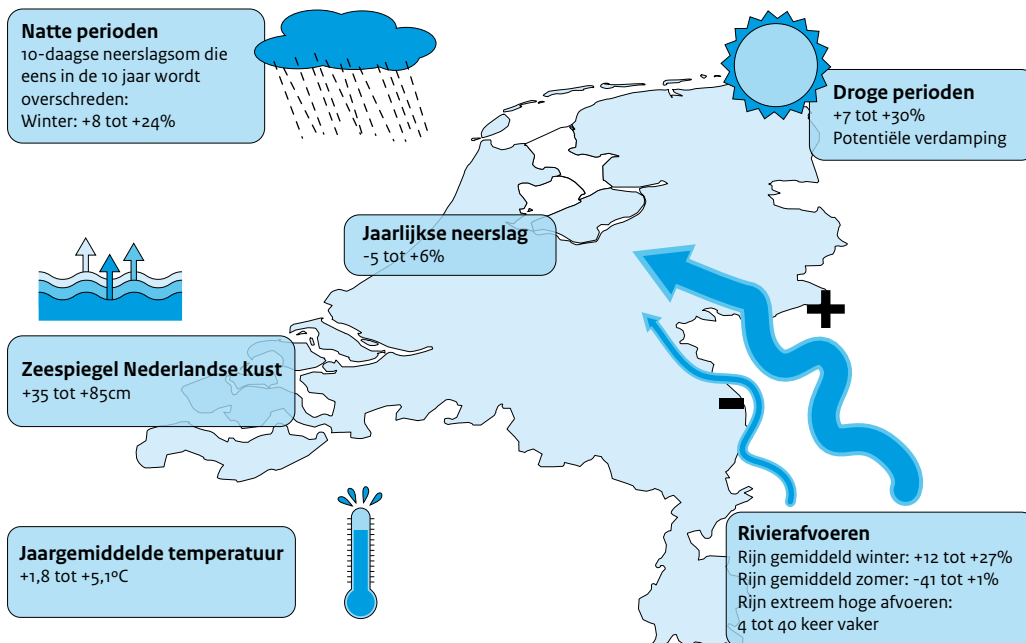 Natte perioden
10-daagse neerslagsom die
eens in de 10 jaar wordt
overschreden:
Winter: +8 tot +24%
Droge perioden
+7 tot +30%
Potentiële verdamping
Jaarlijkse neerslag
-5 tot +6%
+
Zeespiegel Nederlandse kust
+35 tot +85cm
-
Jaargemiddelde temperatuur
+1,8 tot +5,1ºC
Rivierafvoeren
Rijn gemiddeld winter: +12 tot +27%
Rijn gemiddeld zomer: -41 tot +1%
Rijn extreem hoge afvoeren:
4 tot 40 keer vaker